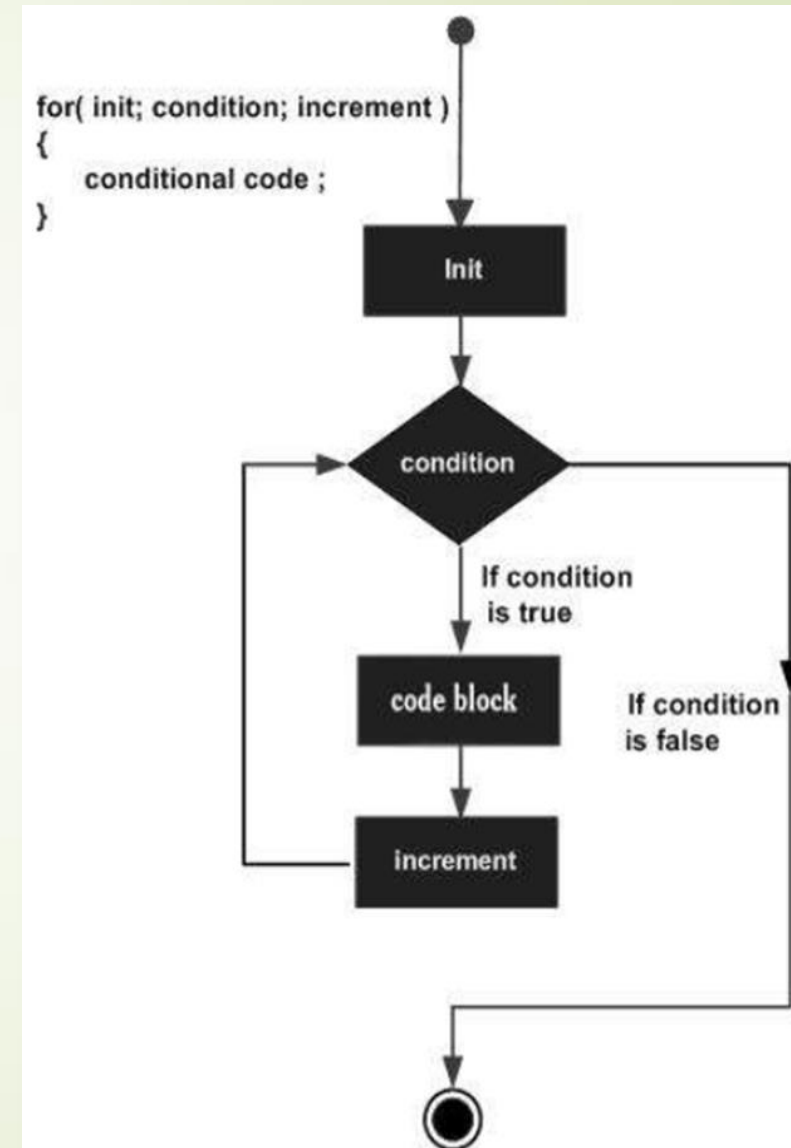 for( init; condition; increment )
{
conditional code ;
}
Init
condition
If condition
is true
code block
If condition
is false
increment